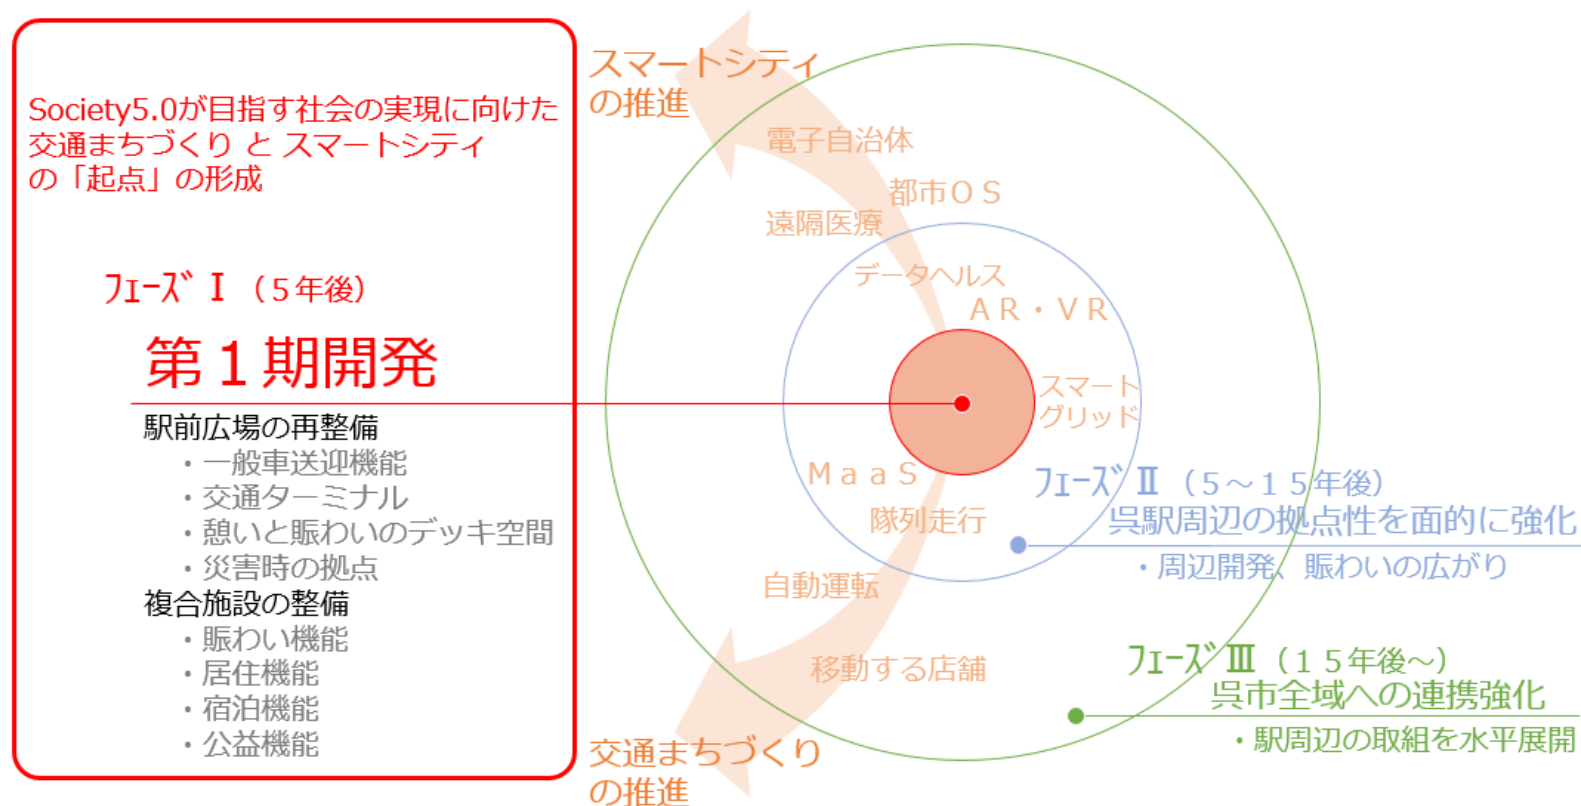 Society5.0が目指す社会の実現に向けた
交通まちづくり と スマートシティ
の「起点」の形成
ﾌｪｰｽﾞ Ⅰ （５年後）
第１期開発
駅前広場の再整備
・一般車送迎機能
・交通ターミナル
・憩いと賑わいのデッキ空間
・災害時の拠点
複合施設の整備
・賑わい機能
・居住機能
・宿泊機能
・公益機能
スマートシティ
の推進
電子自治体
都市ＯＳ
遠隔医療
データヘルス
ＡＲ・ＶＲ
スマート
グリッド
ＭａａＳ
隊列走行
自動運転
移動する店舗
交通まちづくり
の推進
ﾌｪｰｽﾞ Ⅱ （５～１５年後）
呉駅周辺の拠点性を面的に強化
・周辺開発、賑わいの広がり
ﾌｪｰｽﾞ Ⅲ （１５年後～）
呉市全域への連携強化
・駅周辺の取組を水平展開